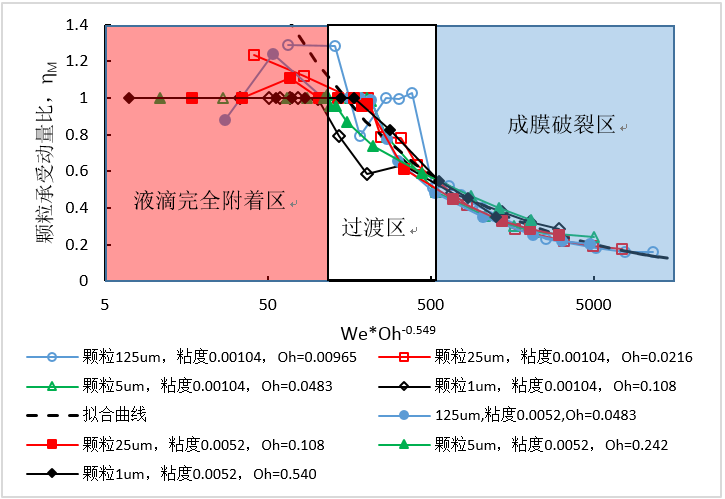 颗粒承受动量比，ηM
1.4
1.2
1
0.8
0.6
0.4
0.2
0
液滴完全附着区
过渡区
成膜破裂区
5
50
500
5000
We*Oh-0.549
颗粒125um，粘度0.00104，Oh=0.00965
颗粒25um，粘度0.00104，Oh=0.0216
颗粒5um，粘度0.00104，Oh=0.0483
颗粒1um，粘度0.00104，Oh=0.108
拟合曲线
125um,粘度0.0052,Oh=0.0483
颗粒25um，粘度0.0052，Oh=0.108
颗粒5um，粘度0.0052，Oh=0.242
颗粒1um，粘度0.0052，Oh=0.540